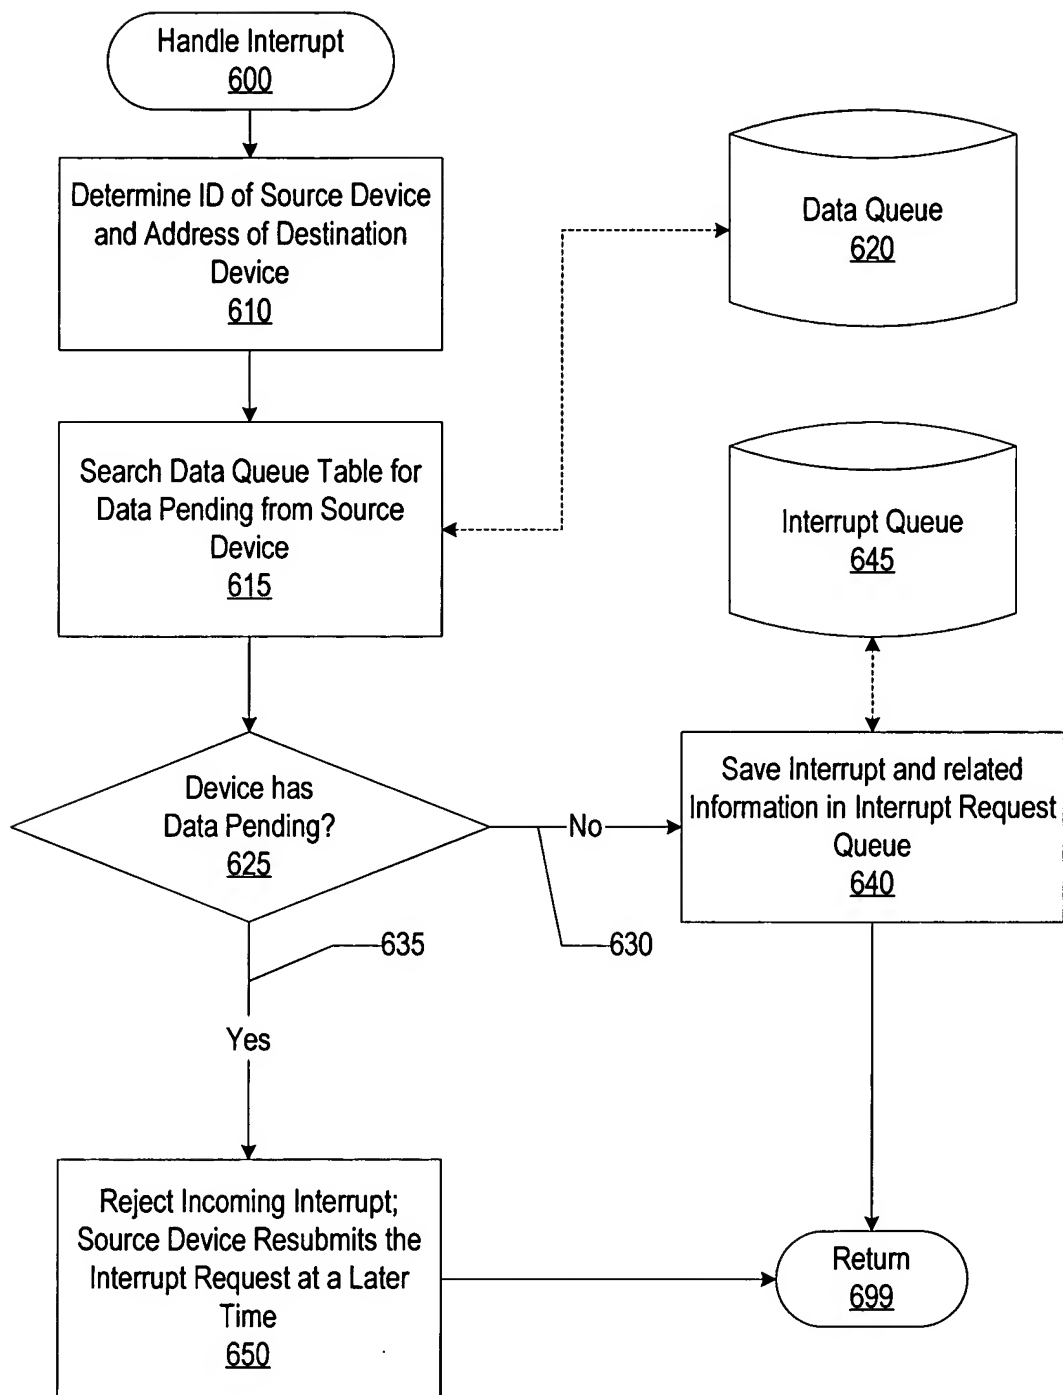 Handle Interrupt
600
Determine ID of Source Device
and Address of Destination
Device
610
Data Queue
620
Search Data Queue Table for
Data Pending from Source
Device
615
Interrupt Queue
645
Device has
Data Pending?
625
No
Save Interrupt and related
Information in Interrupt Request
Queue
640
635
630
Yes
Reject Incoming Interrupt;
Source Device Resubmits the
Interrupt Request at a Later
Time
650
Return
699